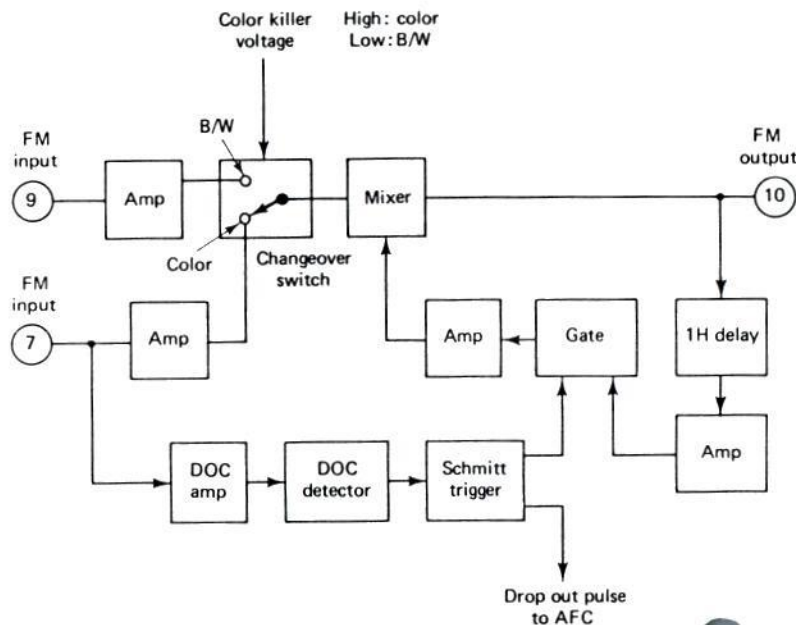 Color killer
voltage
High: color
Low: B/W
B/W
FM
input
9
Amp
Mixer
FM
output
10
Color
Changeover
switch
FM
input
7
Amp
Amp
Gate
1H delay
DOC
amp
DOC
detector
Schmitt
trigger
Amp
Drop out pulse
to AFC